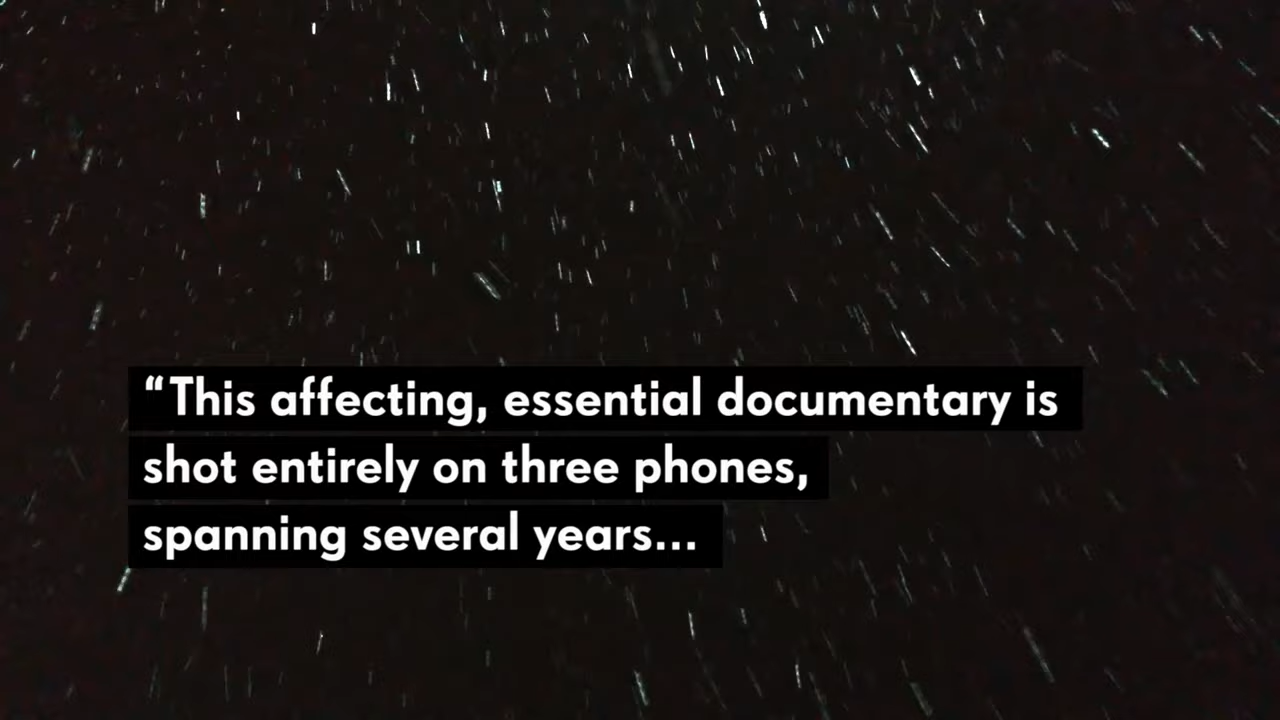 “This affecting, essential documentary is
shot entirely on three phones,
spanning several years...